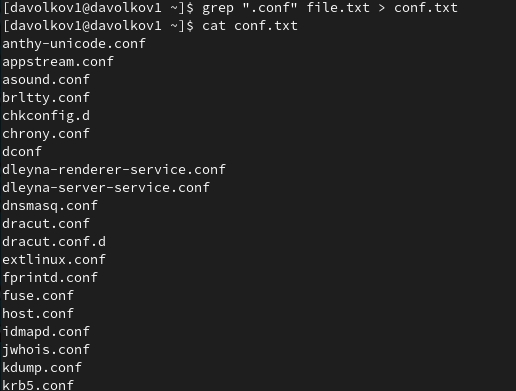 [davolkov1@davolkov1 ~]$ grep ".conf" file.txt > conf.txt
[davolkov1@davolkov1 ~]$ cat conf.txt
anthy-unicode.conf
appstream.conf
asound.conf
brltty.conf
chkconfig.d
chrony.conf
dconf
dleyna-renderer-service.conf
dleyna-server-service.conf
dnsmasq.conf
dracut.conf
dracut.conf.d
extlinux.conf
fprintd.conf
fuse.conf
host.conf
idmapd.conf
jwhois.conf
kdump.conf
krb5.conf